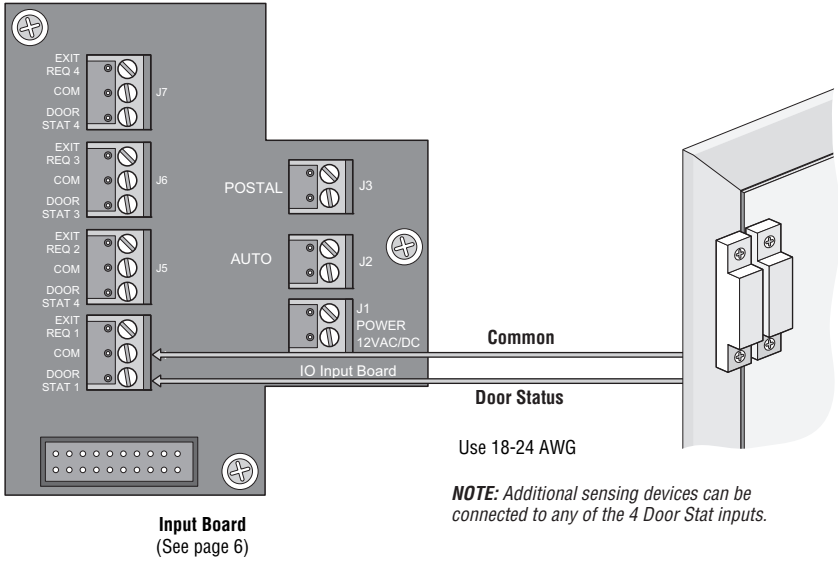 EXIT
REQ 4
COM
DOOR
STAT 4
J7
EXIT
REQ 3
COM
DOOR
STAT 3
J6
EXIT
REQ 2
COM
DOOR
STAT 4
J5
EXIT
REQ 1
COM
DOOR
STAT 1
POSTAL
J3
AUTO
J2
J1
POWER
12VAC/DC
IO Input Board
Common
Door Status
Use 18-24 AWG
NOTE: Additional sensing devices can be
connected to any of the 4 Door Stat inputs.
Input Board
(See page 6)